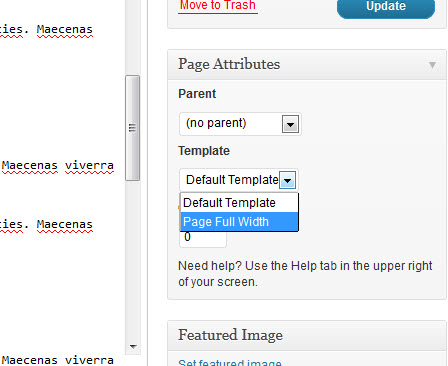 Move to Trash
Update
ties. Maecenas
Page Attributes
Parent
(no parent)
Template
Default Template
Default Template
Page Full Width
0
Maecenas viverra
ties. Maecenas
Need help? Use the Help tab in the upper right
of your screen.
Featured Image
Set featured image
Maecenas viverra